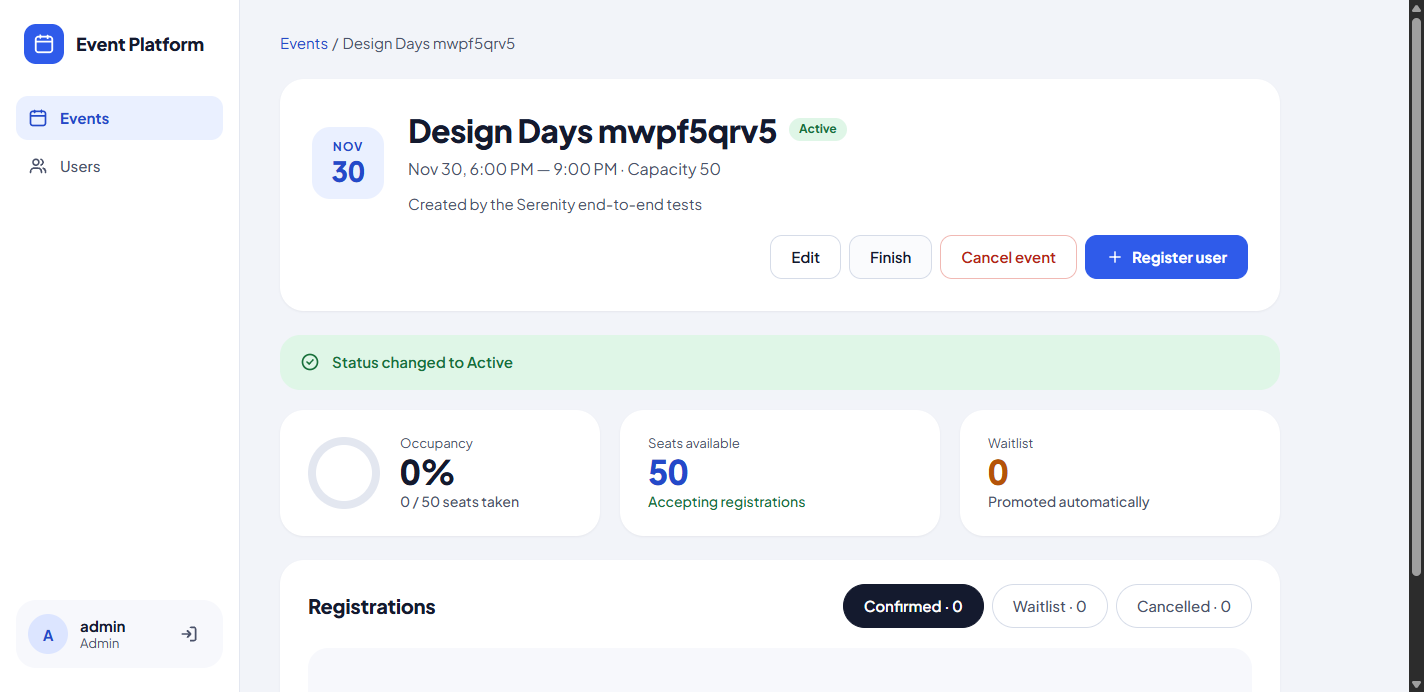 Event Platform
Events
Users
A
admin
Admin
Events / Design Days mwpf5qrv5
NOV
30
Design Days mwpf5qrv5
Active
Nov 30, 6:00 PM — 9:00 PM · Capacity 50
Created by the Serenity end-to-end tests
Edit
Finish
Cancel event
+ Register user
Status changed to Active
Occupancy
0%
0 / 50 seats taken
Seats available
50
Accepting registrations
Waitlist
0
Promoted automatically
Registrations
Confirmed · 0
Waitlist · 0
Cancelled · 0